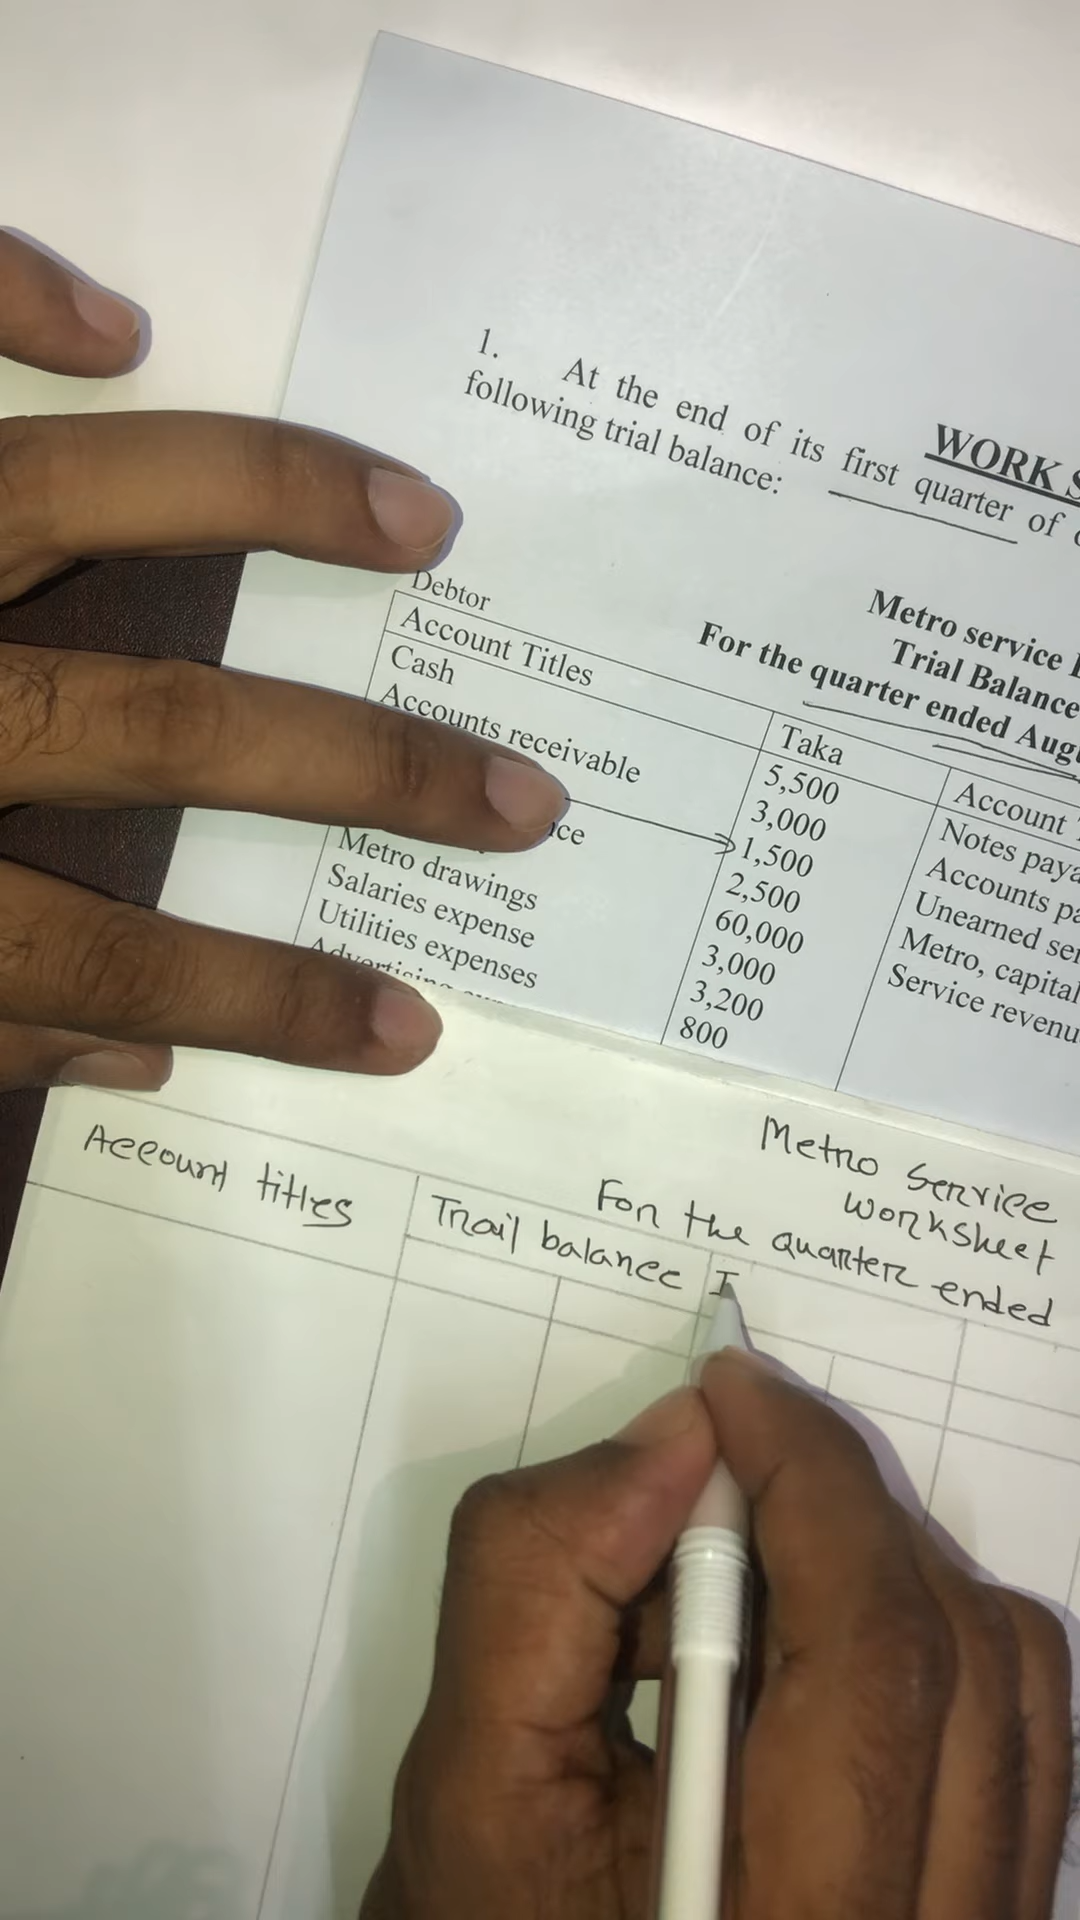 WORK S
1. At the end of its first quarter of
following trial balance:
Metro service
Trial Balance
For the quarter ended Aug
Debtor
Account Titles Taka Account
Cash 5,500 Notes paya
Accounts receivable 3,000 Accounts pa
nce 1,500 Unearned ser
2,500 Metro, capital
Metro drawings 60,000 Service revenu
Salaries expense 3,000
Utilities expenses 3,200
Advertising 800
Metro Service
Worksheet
For the quarter ended
Account titles Trail balance I